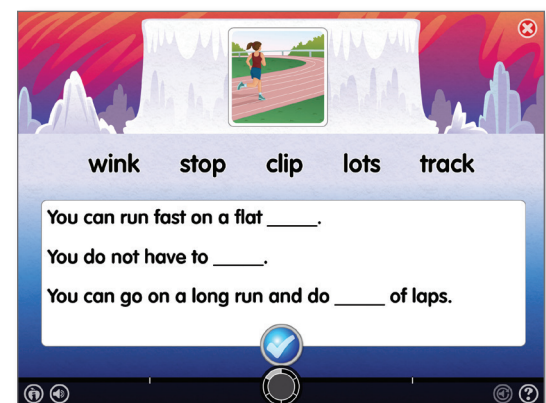 wink stop clip lots track
You can run fast on a flat _____.
You do not have to _____.
You can go on a long run and do _____ of laps.
?